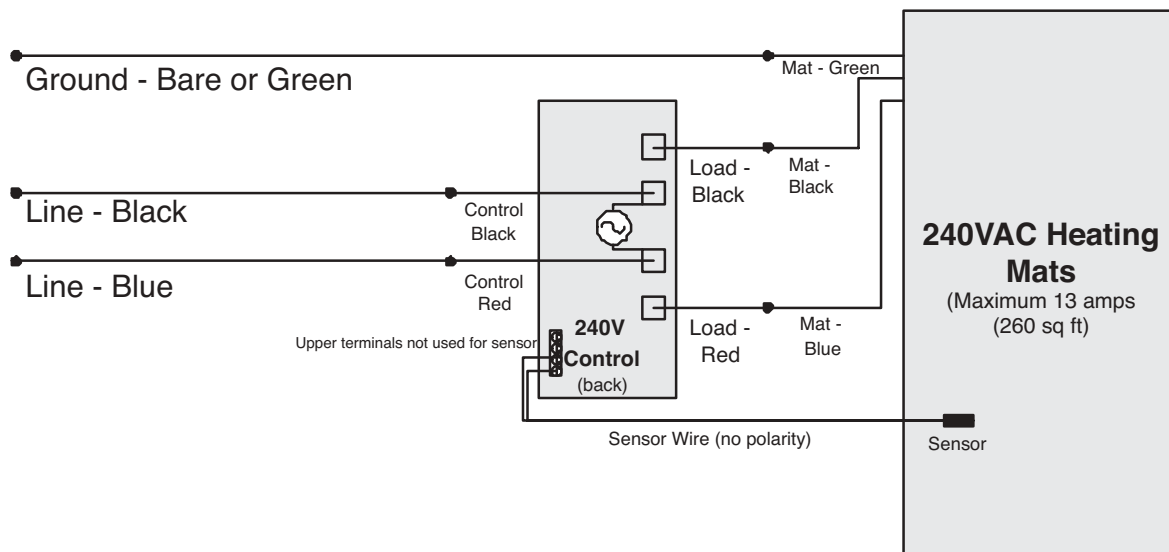 Ground - Bare or Green
Mat - Green
Line - Black
Control
Black
Load -
Black
Mat -
Black
Line - Blue
Control
Red
Load -
Red
Mat -
Blue
Upper terminals not used for sensor
240V
Control
(back)
240VAC Heating
Mats
(Maximum 13 amps
(260 sq ft)
Sensor Wire (no polarity)
Sensor